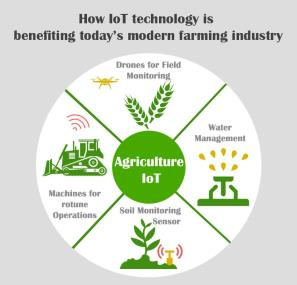 How IoT technology is
benefiting today's modern farming industry
Drones for Field
Monitoring
Water
Management
Agriculture
IoT
Machines for
rotune
Operations
Soil Monitoring
Sensor